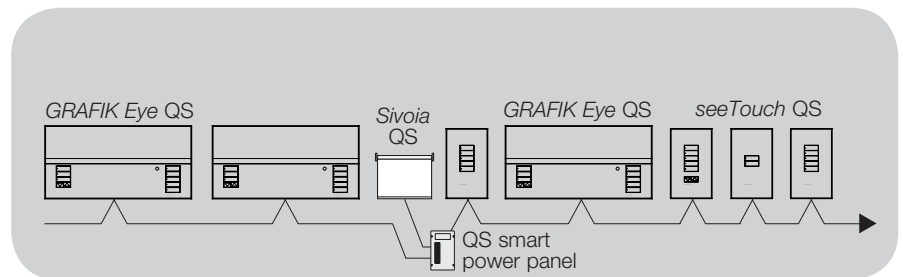 GRAFIK Eye QS
Sivoia
QS
GRAFIK Eye QS
seeTouch QS
QS smart
power panel